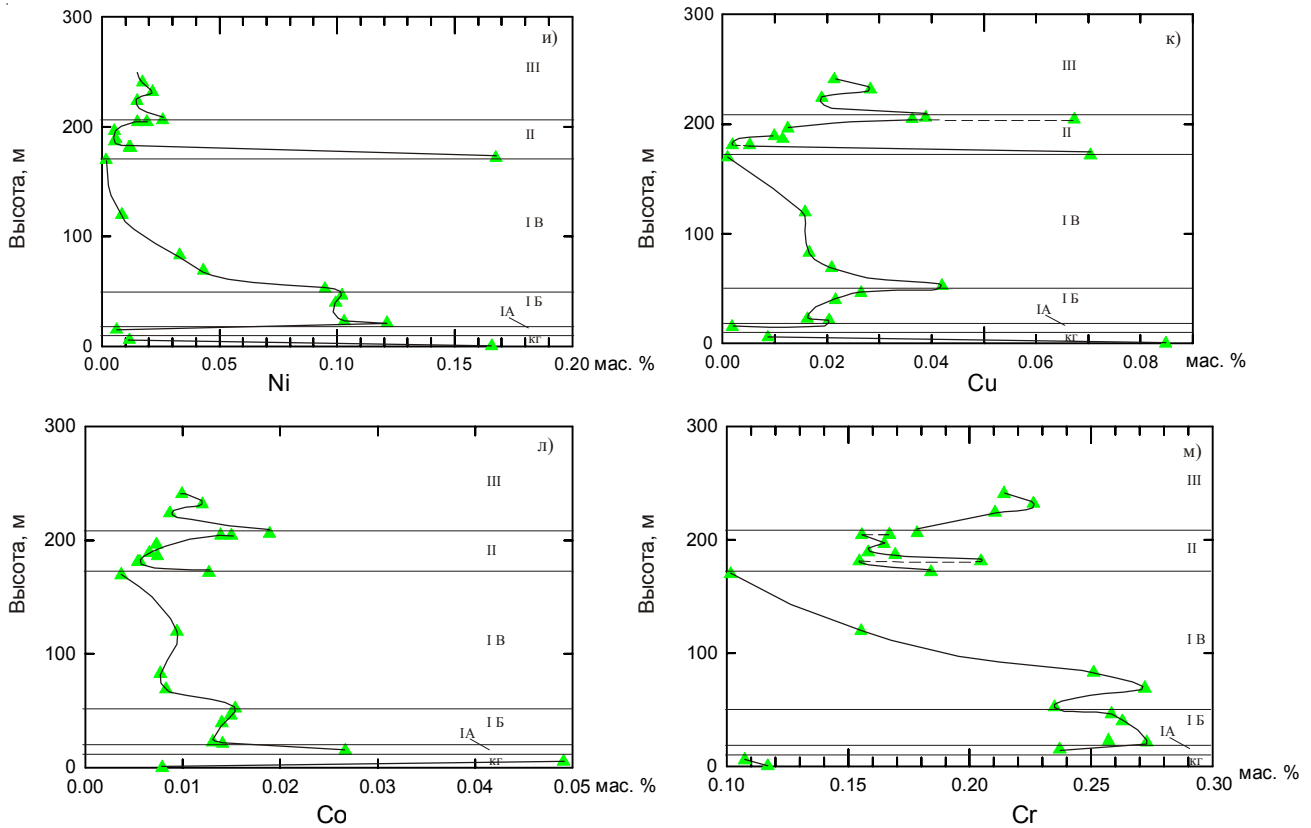 и)
300
200
100
0
Высота, м
III
II
I В
I Б
IА
кг
0.00 0.05 0.10 0.15 0.20 мас. %
Ni
к)
300
200
100
0
Высота, м
III
II
I В
I Б
IА
кг
0.00 0.02 0.04 0.06 0.08 мас. %
Cu
л)
300
200
100
0
Высота, м
III
II
I В
I Б
IА
кг
0.00 0.01 0.02 0.03 0.04 0.05 мас. %
Co
м)
300
200
100
0
Высота, м
III
II
I В
I Б
IА
кг
0.10 0.15 0.20 0.25 0.30 мас. %
Cr